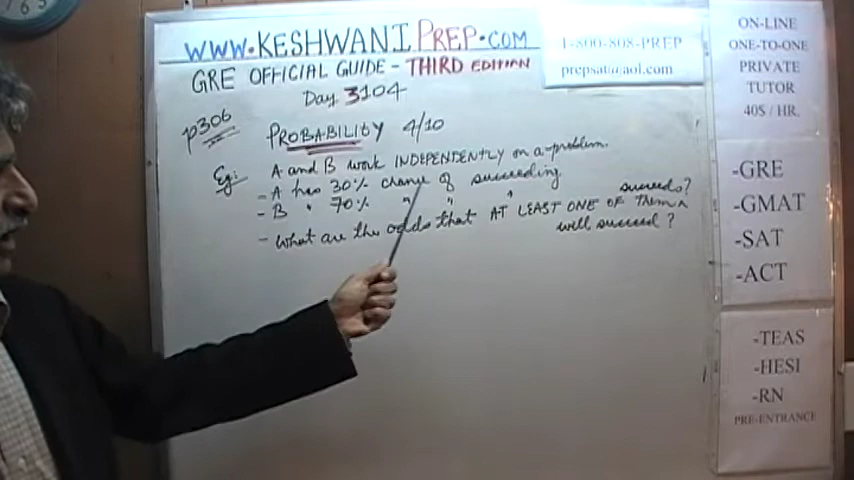 WWW.KESHWANIPREP.COM
GRE OFFICIAL GUIDE - THIRD EDITION
Day 3104
p306
PROBABILITY 4/10
Eg:
A and B work INDEPENDENTLY on a problem.
- A has 30% change of succeeding
- B " 70% " " "
succeeds?
- What are the odds that AT LEAST ONE OF THEM
will succeed?
1-800-808-PREP
prepsat@aol.com
ON-LINE
ONE-TO-ONE
PRIVATE
TUTOR
40$ / HR.
-GRE
-GMAT
-SAT
-ACT
-TEAS
-HESI
-RN
PRE-ENTRANCE